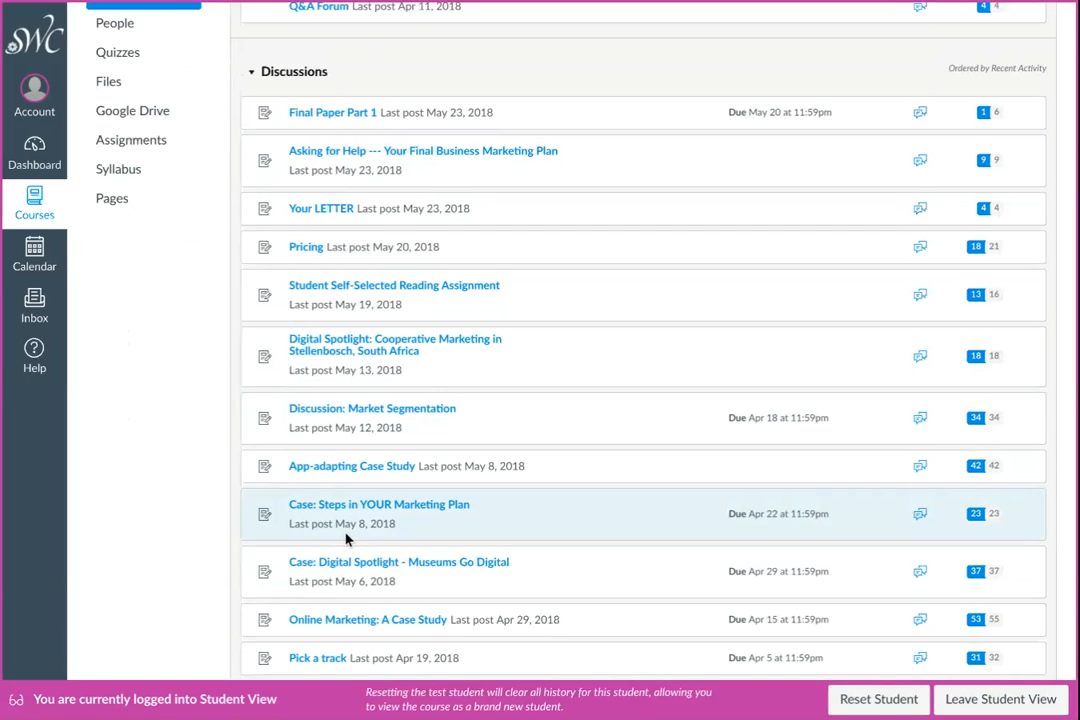 Q&A Forum Last post Apr 11, 2018 4 4
SWC
People
Quizzes
Files
Google Drive
Assignments
Syllabus
Pages
Account
Dashboard
Courses
Calendar
Inbox
Help
Discussions
Ordered by Recent Activity
Final Paper Part 1 Last post May 23, 2018 Due May 20 at 11:59pm 1 6
Asking for Help --- Your Final Business Marketing Plan
Last post May 23, 2018 9 9
Your LETTER Last post May 23, 2018 4 4
Pricing Last post May 20, 2018 18 21
Student Self-Selected Reading Assignment
Last post May 19, 2018 13 16
Digital Spotlight: Cooperative Marketing in
Stellenbosch, South Africa 18 18
Last post May 13, 2018
Discussion: Market Segmentation
Last post May 12, 2018 Due Apr 18 at 11:59pm 34 34
App-adapting Case Study Last post May 8, 2018 42 42
Case: Steps in YOUR Marketing Plan
Last post May 8, 2018 Due Apr 22 at 11:59pm 23 23
Case: Digital Spotlight - Museums Go Digital
Last post May 6, 2018 Due Apr 29 at 11:59pm 37 37
Online Marketing: A Case Study Last post Apr 29, 2018 Due Apr 15 at 11:59pm 53 55
Pick a track Last post Apr 19, 2018 Due Apr 5 at 11:59pm 31 32
You are currently logged into Student View
Resetting the test student will clear all history for this student, allowing you
to view the course as a brand new student.
Reset Student
Leave Student View